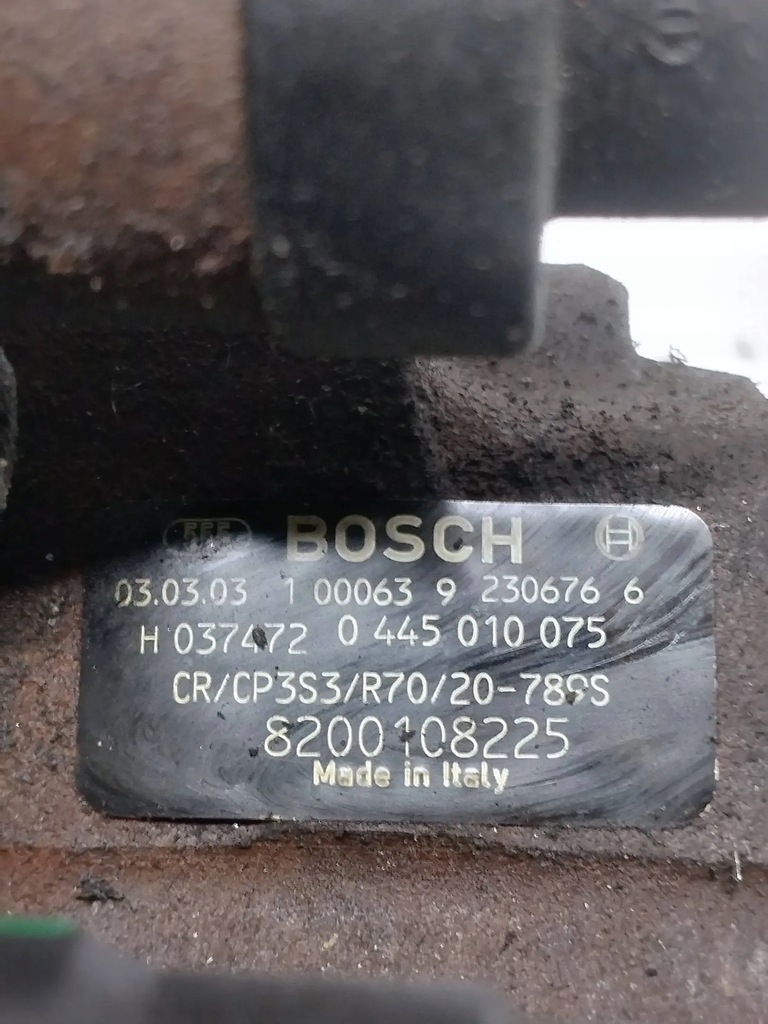 BOSCH
03.03.03 1 00063 9 230676 6
H 037472 0 445 010 075
CR/CP3S3/R70/20-789S
8200108225
Made in Italy